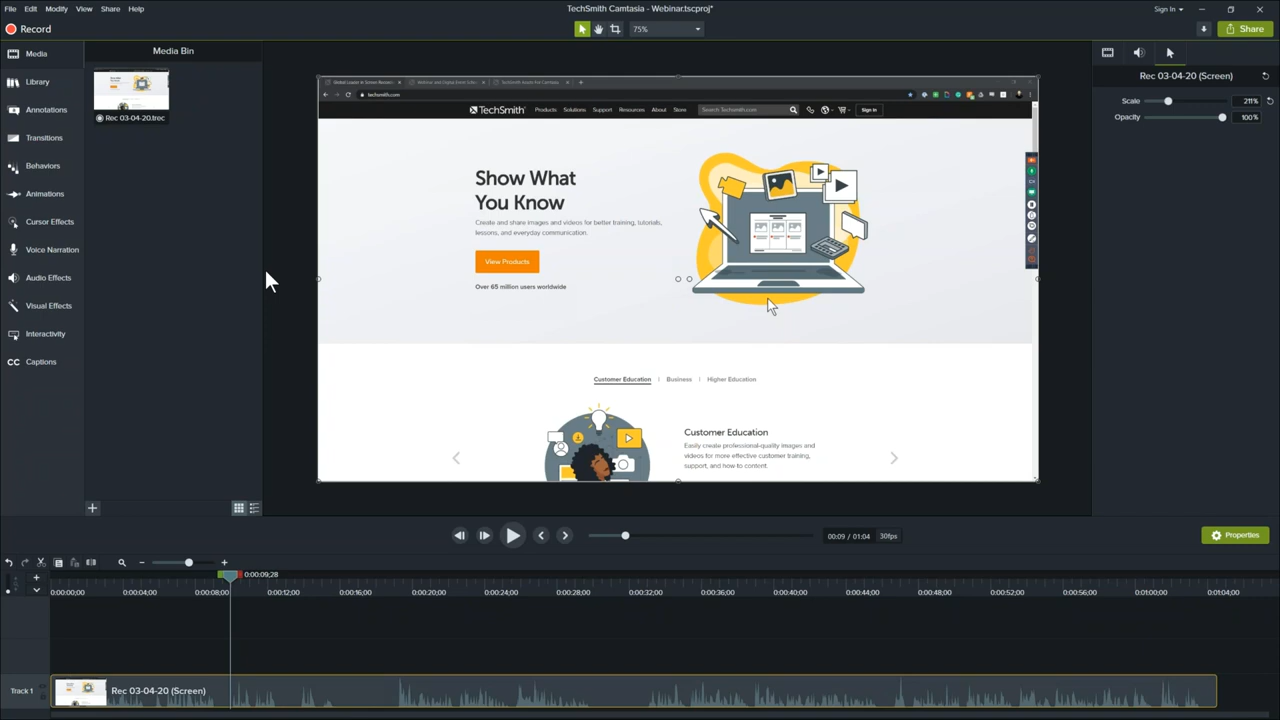 File Edit Modify View Share Help
TechSmith Camtasia - Webinar.tscproj*
Sign In
Record
75%
Share
Media
Library
Annotations
Transitions
Behaviors
Animations
Cursor Effects
Voice Narration
Audio Effects
Visual Effects
Interactivity
CC Captions
Media Bin
Rec 03-04-20.trec
techsmith.com
TechSmith Products Solutions Support Resources About Store Search Techsmith.com Sign In
Show What
You Know
Create and share images and videos for better training, tutorials,
lessons, and everyday communication.
View Products
Over 65 million users worldwide
Customer Education | Business | Higher Education
Customer Education
Easily create professional-quality images and
videos for more effective customer training,
support, and how to content.
Rec 03-04-20 (Screen)
Scale 211%
Opacity 100%
00:09 / 01:04 30fps
Properties
0:00:09;28
0:00:00;00 0:00:04;00 0:00:08;00 0:00:12;00 0:00:16;00 0:00:20;00 0:00:24;00 0:00:28;00 0:00:32;00 0:00:36;00 0:00:40;00 0:00:44;00 0:00:48;00 0:00:52;00 0:00:56;00 0:01:00;00 0:01:04;00
Track 1
Rec 03-04-20 (Screen)